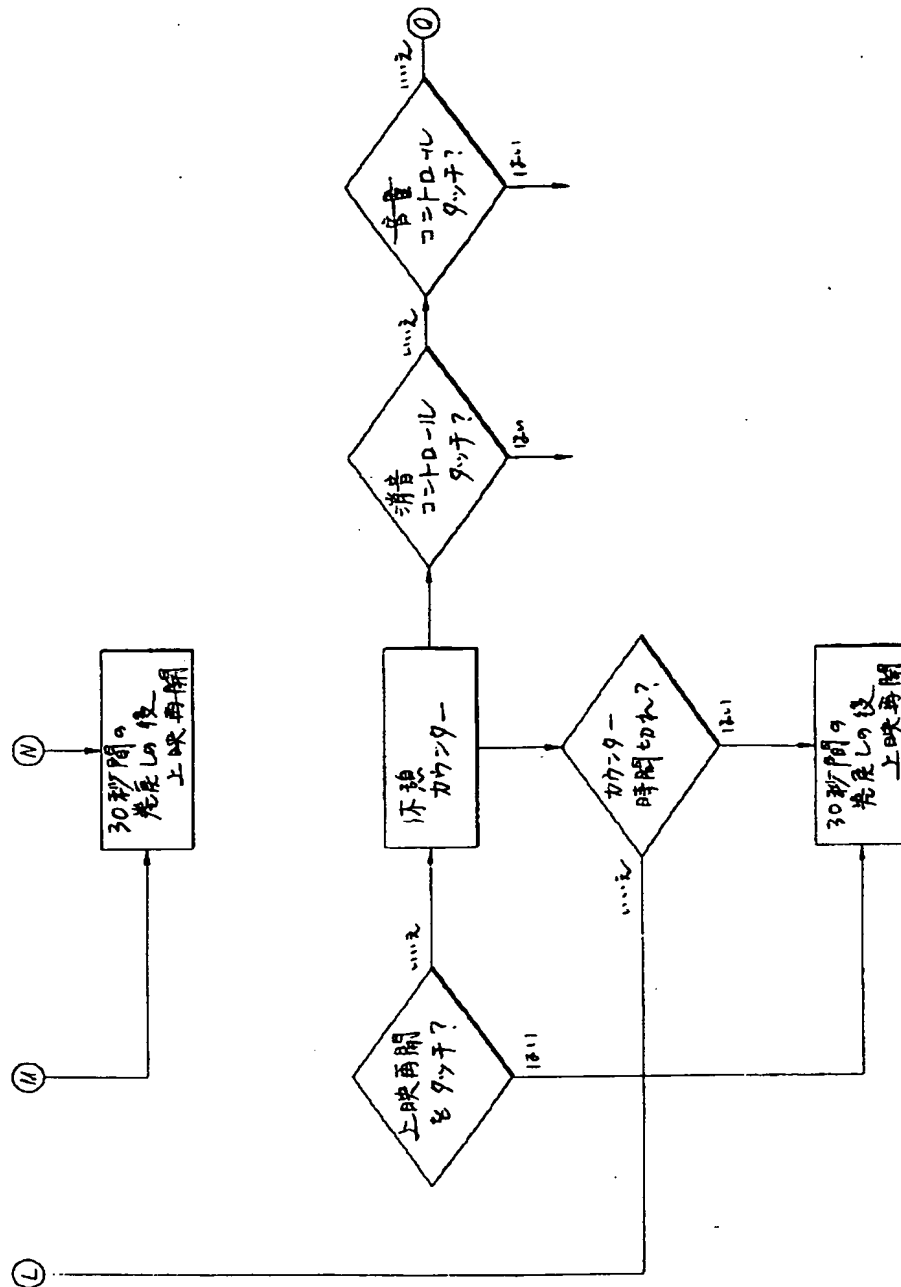 N
M
L
30秒間の
巻戻しの後
上映再開
上映再開
をタッチ?
はい
いいえ
休憩
カウンター
カウンター
時間切れ?
いいえ
はい
30秒間の
巻戻しの後
上映再開
消音
コントロール
タッチ?
はい
いいえ
音量
コントロール
タッチ?
はい
いいえ
O